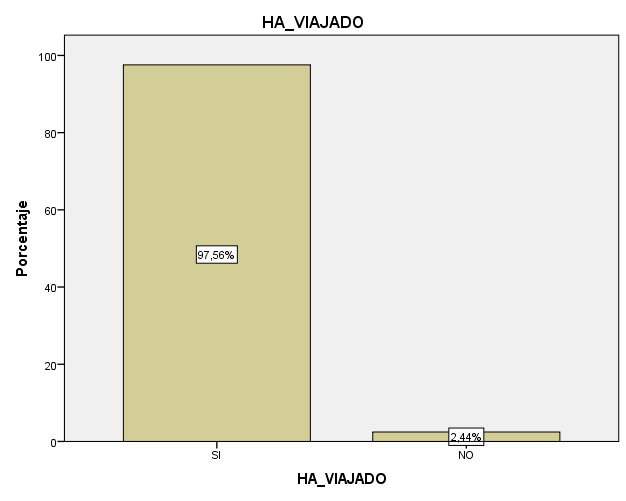 HA_VIAJADO
100
80
60
40
20
0
Porcentaje
97,56%
2,44%
SI
NO
HA_VIAJADO